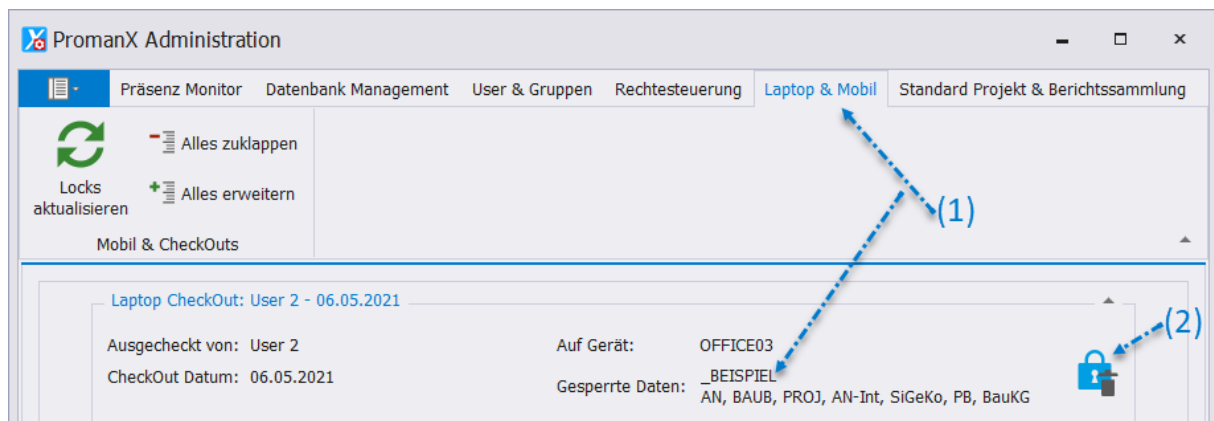 PromanX Administration
Präsenz Monitor Datenbank Management User & Gruppen Rechtesteuerung Laptop & Mobil Standard Projekt & Berichtssammlung
Alles zuklappen
Locks
aktualisieren
Alles erweitern
(1)
Mobil & CheckOuts
Laptop CheckOut: User 2 - 06.05.2021
(2)
Ausgecheckt von: User 2 Auf Gerät: OFFICE03
CheckOut Datum: 06.05.2021 Gesperrte Daten: _BEISPIEL
AN, BAUB, PROJ, AN-Int, SiGeKo, PB, BauKG